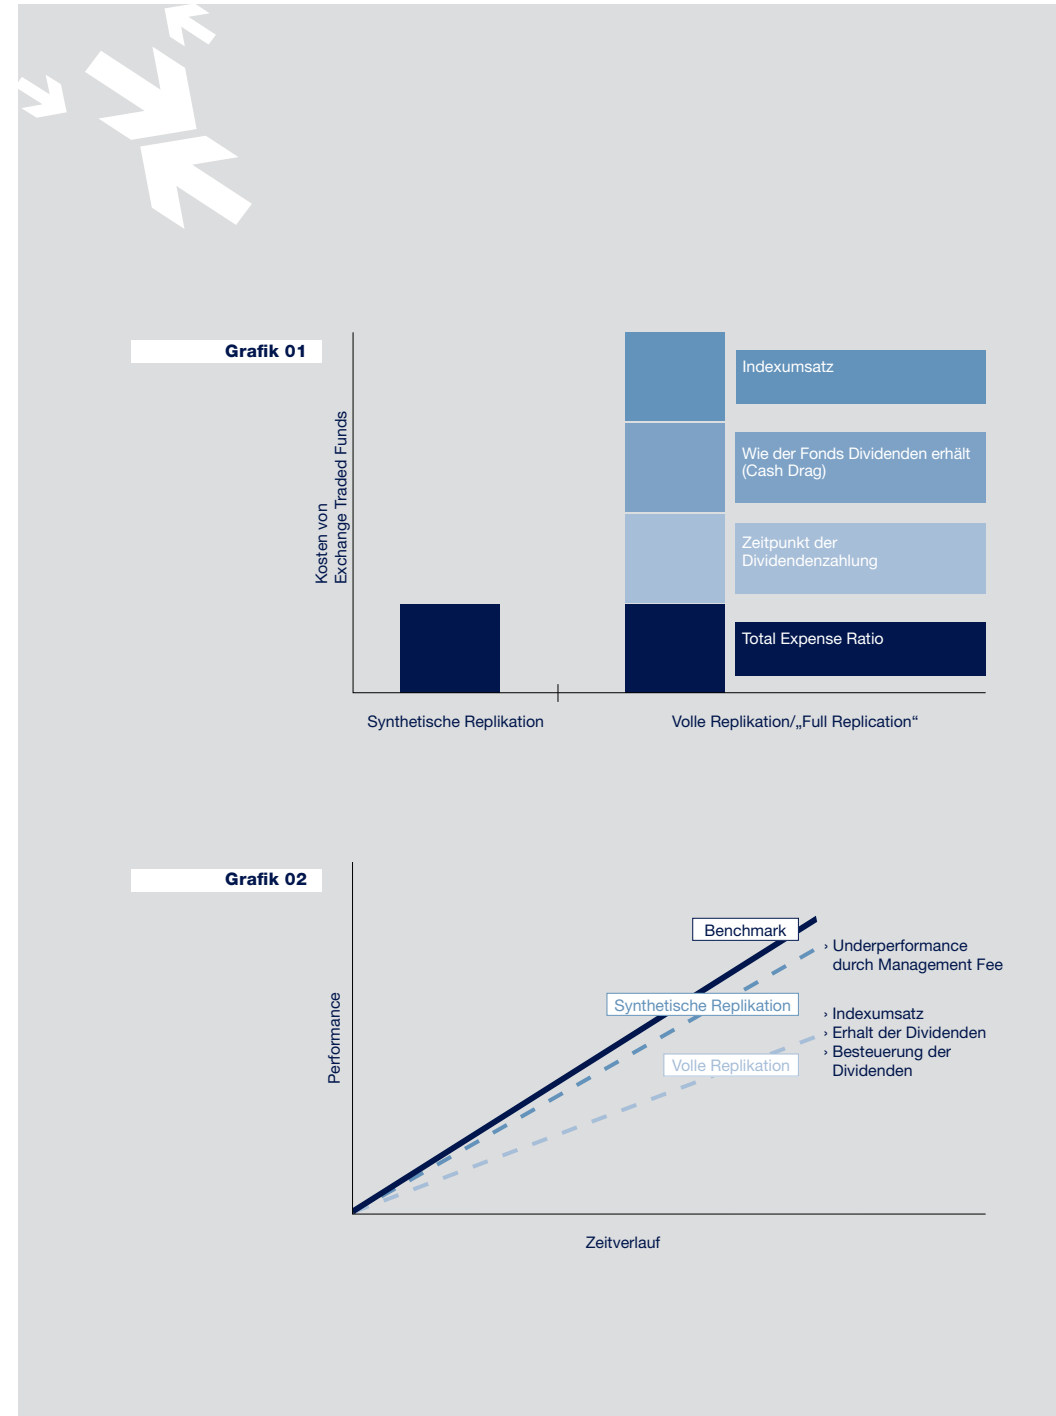 Grafik 01
Kosten von
Exchange Traded Funds
Indexumsatz
Wie der Fonds Dividenden erhält
(Cash Drag)
Zeitpunkt der
Dividendenzahlung
Total Expense Ratio
Synthetische Replikation
Volle Replikation/„Full Replication“
Grafik 02
Performance
Benchmark
Synthetische Replikation
Volle Replikation
› Underperformance
durch Management Fee
› Indexumsatz
› Erhalt der Dividenden
› Besteuerung der
Dividenden
Zeitverlauf